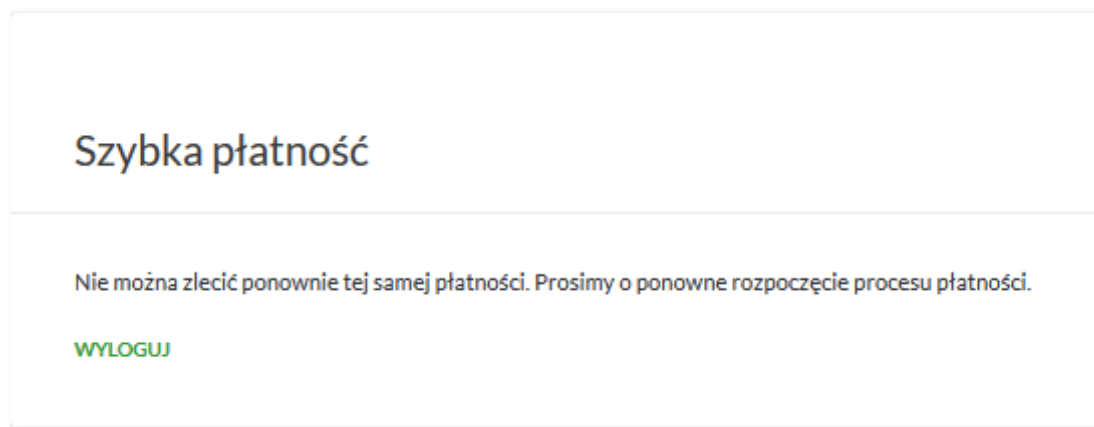 Szybka płatność
Nie można zlecić ponownie tej samej płatności. Prosimy o ponowne rozpoczęcie procesu płatności.
WYLOGUJ